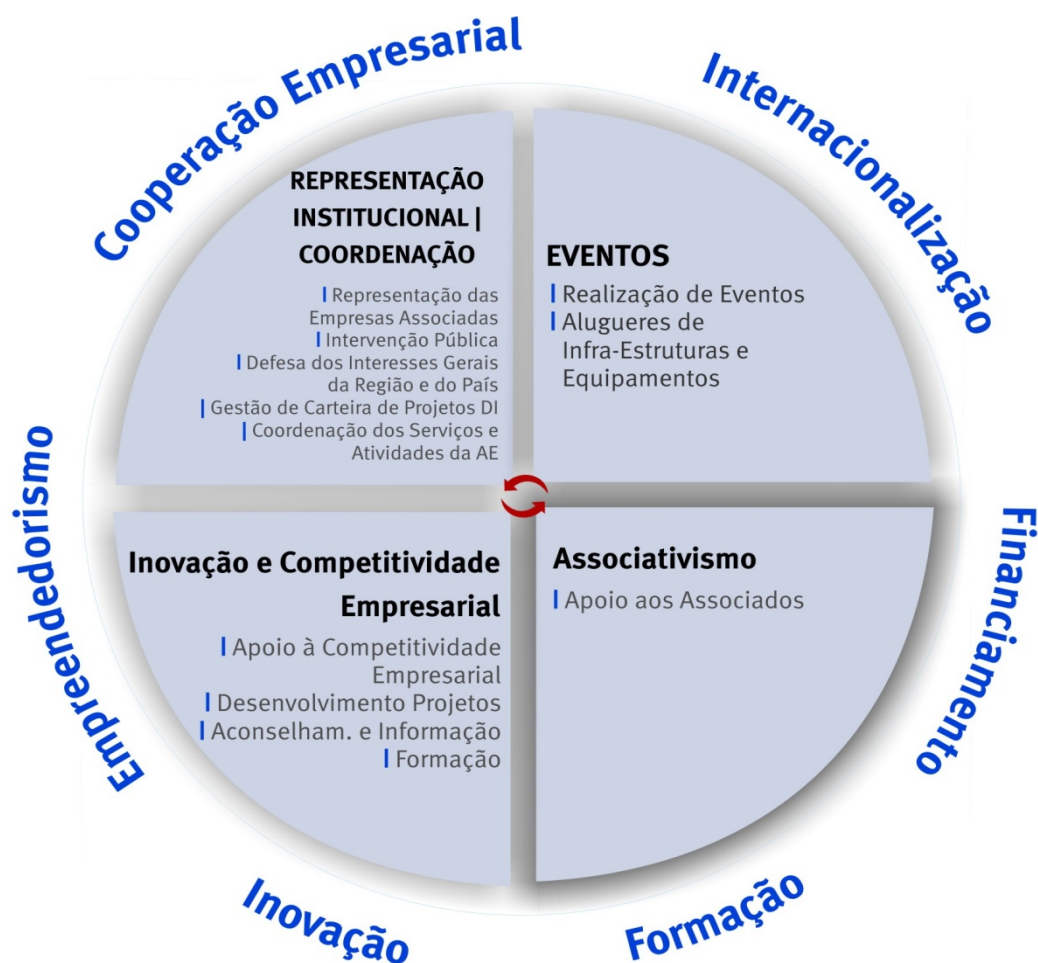 Cooperação Empresarial
Internacionalização
REPRESENTAÇÃO
INSTITUCIONAL |
COORDENAÇÃO
| Representação das
Empresas Associadas
| Intervenção Pública
| Defesa dos Interesses Gerais
da Região e do País
| Gestão de Carteira de Projetos DI
| Coordenação dos Serviços e
Atividades da AE
EVENTOS
| Realização de Eventos
| Alugueres de
Infra-Estruturas e
Equipamentos
Empreendedorismo
Financiamento
Inovação e Competitividade
Empresarial
| Apoio à Competitividade
Empresarial
| Desenvolvimento Projetos
| Aconselham. e Informação
| Formação
Associativismo
| Apoio aos Associados
Inovação
Formação